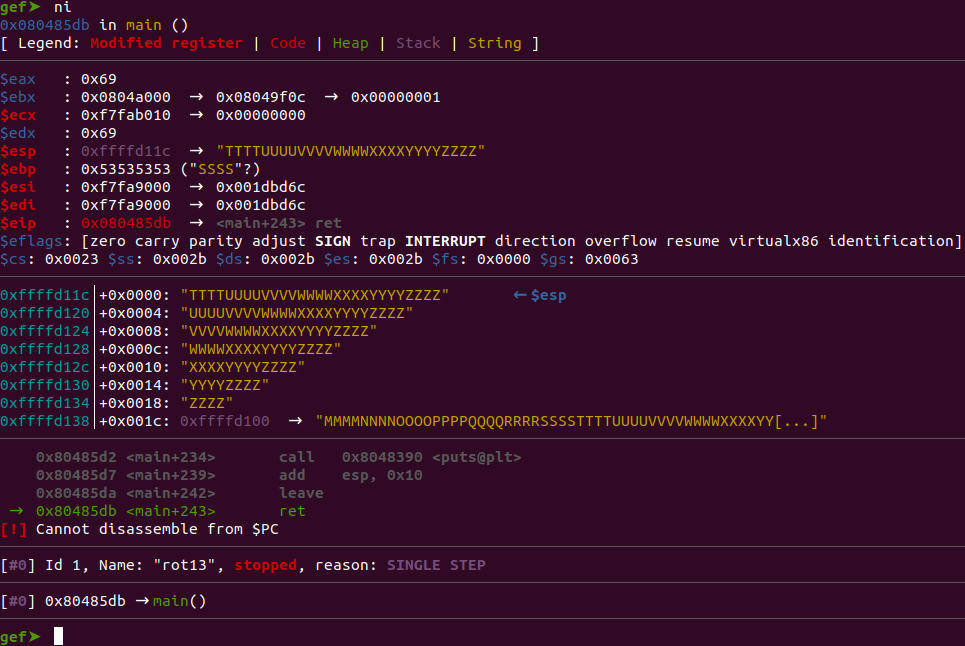 gef➤  ni
0x080485db in main ()
[ Legend: Modified register | Code | Heap | Stack | String ]
$eax   : 0x69
$ebx   : 0x0804a000  →  0x08049f0c  →  0x00000001
$ecx   : 0xf7fab010  →  0x00000000
$edx   : 0x69
$esp   : 0xffffd11c  →  "TTTTUUUUVVVVWWWWXXXXYYYYZZZZ"
$ebp   : 0x53535353 ("SSSS"?)
$esi   : 0xf7fa9000  →  0x001dbd6c
$edi   : 0xf7fa9000  →  0x001dbd6c
$eip   : 0x080485db  →  <main+243> ret
$eflags: [zero carry parity adjust SIGN trap INTERRUPT direction overflow resume virtualx86 identification]
$cs: 0x0023 $ss: 0x002b $ds: 0x002b $es: 0x002b $fs: 0x0000 $gs: 0x0063
0xffffd11c│+0x0000: "TTTTUUUUVVVVWWWWXXXXYYYYZZZZ"       ← $esp
0xffffd120│+0x0004: "UUUUVVVVWWWWXXXXYYYYZZZZ"
0xffffd124│+0x0008: "VVVVWWWWXXXXYYYYZZZZ"
0xffffd128│+0x000c: "WWWWXXXXYYYYZZZZ"
0xffffd12c│+0x0010: "XXXXYYYYZZZZ"
0xffffd130│+0x0014: "YYYYZZZZ"
0xffffd134│+0x0018: "ZZZZ"
0xffffd138│+0x001c: 0xffffd100  →  "MMMMNNNNOOOOPPPPQQQQRRRRSSSSTTTTUUUUVVVVWWWWXXXXYY[...]"
0x80485d2 <main+234>       call   0x8048390 <puts@plt>
0x80485d7 <main+239>       add    esp, 0x10
0x80485da <main+242>       leave
→ 0x80485db <main+243>       ret
[!] Cannot disassemble from $PC
[#0] Id 1, Name: "rot13", stopped, reason: SINGLE STEP
[#0] 0x80485db → main()
gef➤